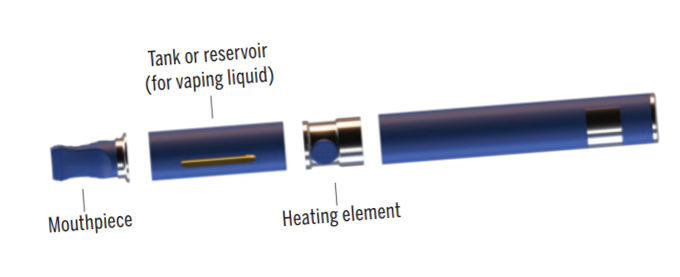 Tank or reservoir
(for vaping liquid)
Mouthpiece
Heating element